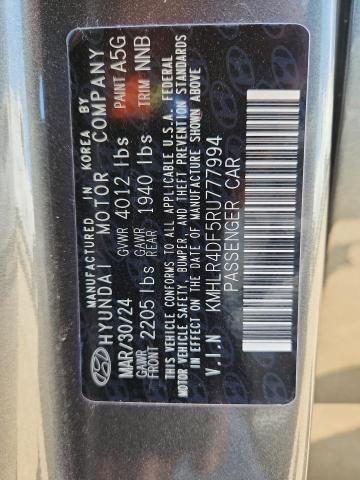 MANUFACTURED IN KOREA BY
HYUNDAI MOTOR COMPANY
MAR/30/24 GVWR 4012 lbs PAINT A5G
GAWR FRONT 2205 lbs GAWR REAR 1940 lbs TRIM NNB
THIS VEHICLE CONFORMS TO ALL APPLICABLE U.S.A. FEDERAL
MOTOR VEHICLE SAFETY, BUMPER, AND THEFT PREVENTION STANDARDS
IN EFFECT ON THE DATE OF MANUFACTURE SHOWN ABOVE
V.I.N KMHLR4DF5RU777994
PASSENGER CAR